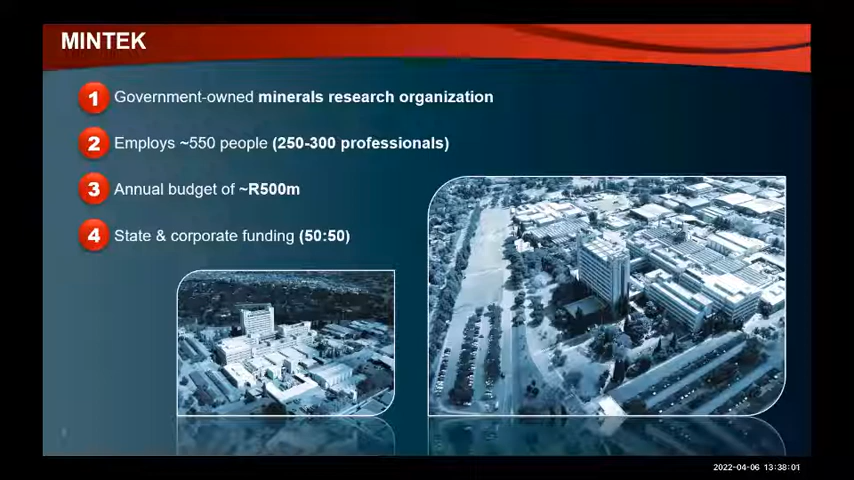 MINTEK
1 Government-owned minerals research organization
2 Employs ~550 people (250-300 professionals)
3 Annual budget of ~R500m
4 State & corporate funding (50:50)
2022-04-06 13:38:01